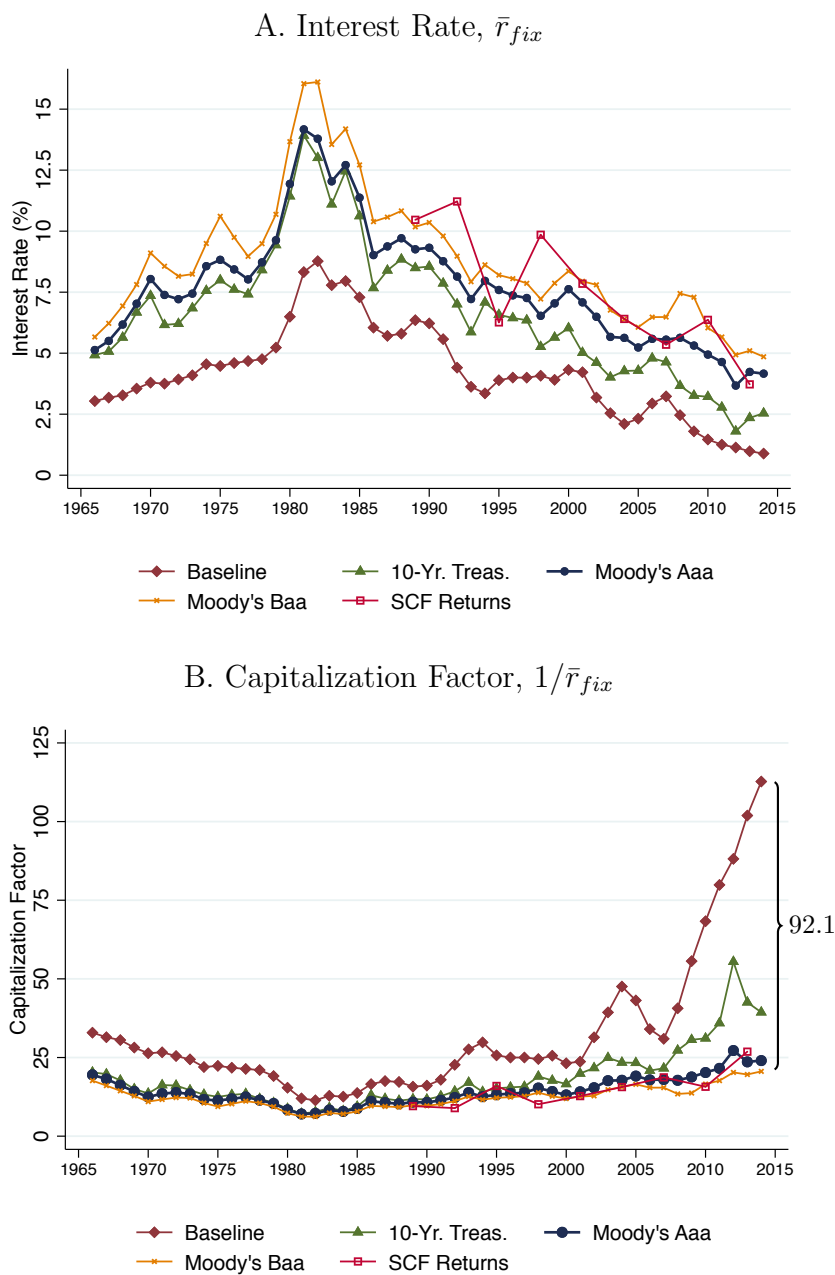 A. Interest Rate, r̄fix
Interest Rate (%)
15
12.5
10
7.5
5
2.5
0
1965 1970 1975 1980 1985 1990 1995 2000 2005 2010 2015
Baseline 10-Yr. Treas. Moody's Aaa
Moody's Baa SCF Returns
B. Capitalization Factor, 1/r̄fix
Capitalization Factor
125
100
75
50
25
0
92.1
1965 1970 1975 1980 1985 1990 1995 2000 2005 2010 2015
Baseline 10-Yr. Treas. Moody's Aaa
Moody's Baa SCF Returns